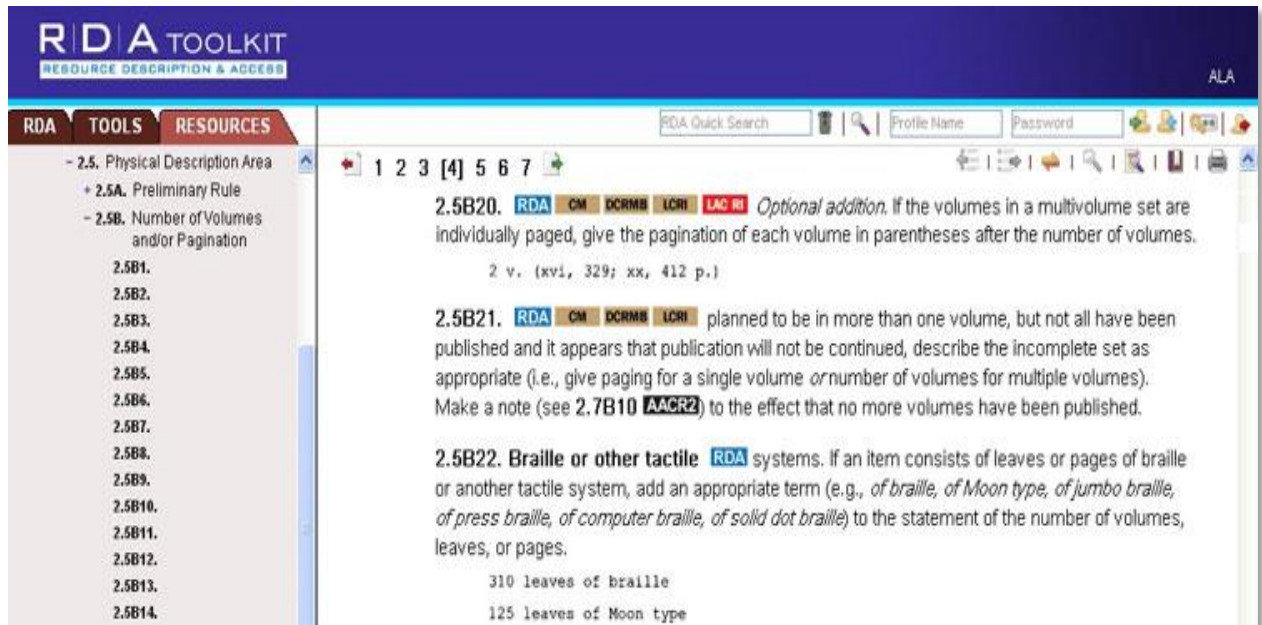 RDA TOOLKIT
RESOURCE DESCRIPTION & ACCESS
ALA
RDA TOOLS RESOURCES
RDA Quick Search Profile Name Password
- 2.5. Physical Description Area
+ 2.5A. Preliminary Rule
- 2.5B. Number of Volumes
and/or Pagination
2.5B1.
2.5B2.
2.5B3.
2.5B4.
2.5B5.
2.5B6.
2.5B7.
2.5B8.
2.5B9.
2.5B10.
2.5B11.
2.5B12.
2.5B13.
2.5B14.
1 2 3 [4] 5 6 7
2.5B20. RDA CM DCRMB LCRI LAC RI Optional addition. If the volumes in a multivolume set are
individually paged, give the pagination of each volume in parentheses after the number of volumes.
2 v. (xvi, 329; xx, 412 p.)
2.5B21. RDA CM DCRMB LCRI planned to be in more than one volume, but not all have been
published and it appears that publication will not be continued, describe the incomplete set as
appropriate (i.e., give paging for a single volume or number of volumes for multiple volumes).
Make a note (see 2.7B10 AACR2) to the effect that no more volumes have been published.
2.5B22. Braille or other tactile RDA systems. If an item consists of leaves or pages of braille
or another tactile system, add an appropriate term (e.g., of braille, of Moon type, of jumbo braille,
of press braille, of computer braille, of solid dot braille) to the statement of the number of volumes,
leaves, or pages.
310 leaves of braille
125 leaves of Moon type